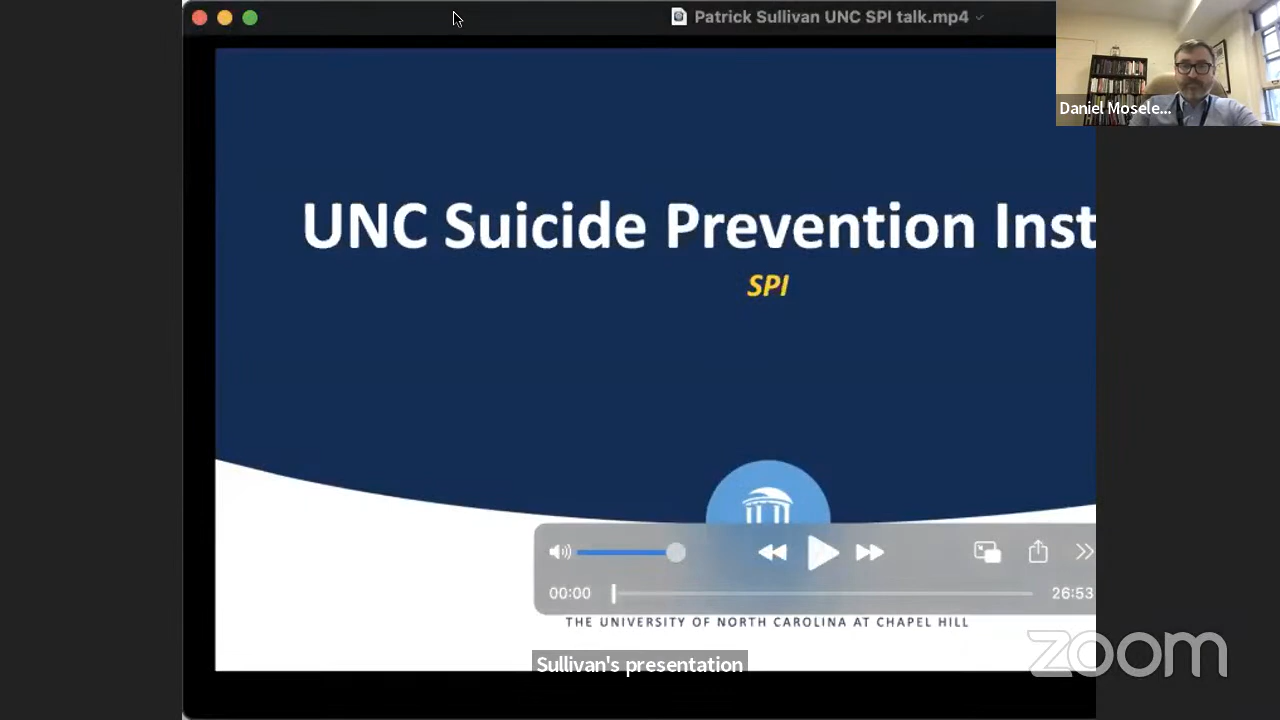 Patrick Sullivan UNC SPI talk.mp4
Daniel Mosele...
UNC Suicide Prevention Inst
SPI
00:00
26:53
THE UNIVERSITY OF NORTH CAROLINA AT CHAPEL HILL
Sullivan's presentation
zoom